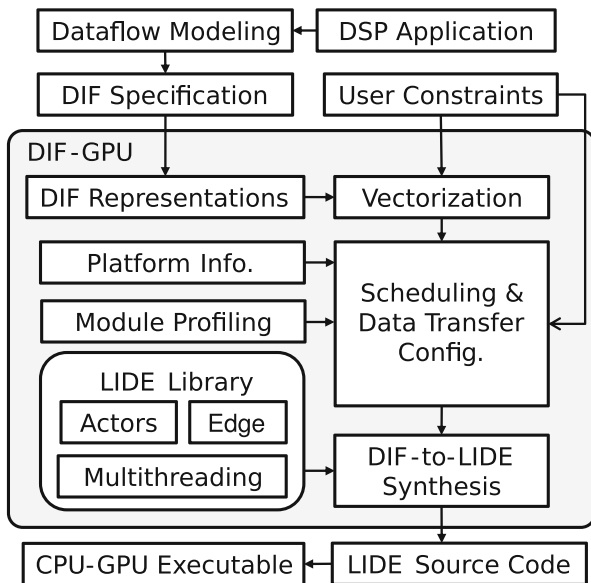 Dataflow Modeling
DSP Application
DIF Specification
User Constraints
DIF-GPU
DIF Representations
Vectorization
Platform Info.
Scheduling &
Data Transfer
Config.
Module Profiling
LIDE Library
Actors
Edge
Multithreading
DIF-to-LIDE
Synthesis
CPU-GPU Executable
LIDE Source Code